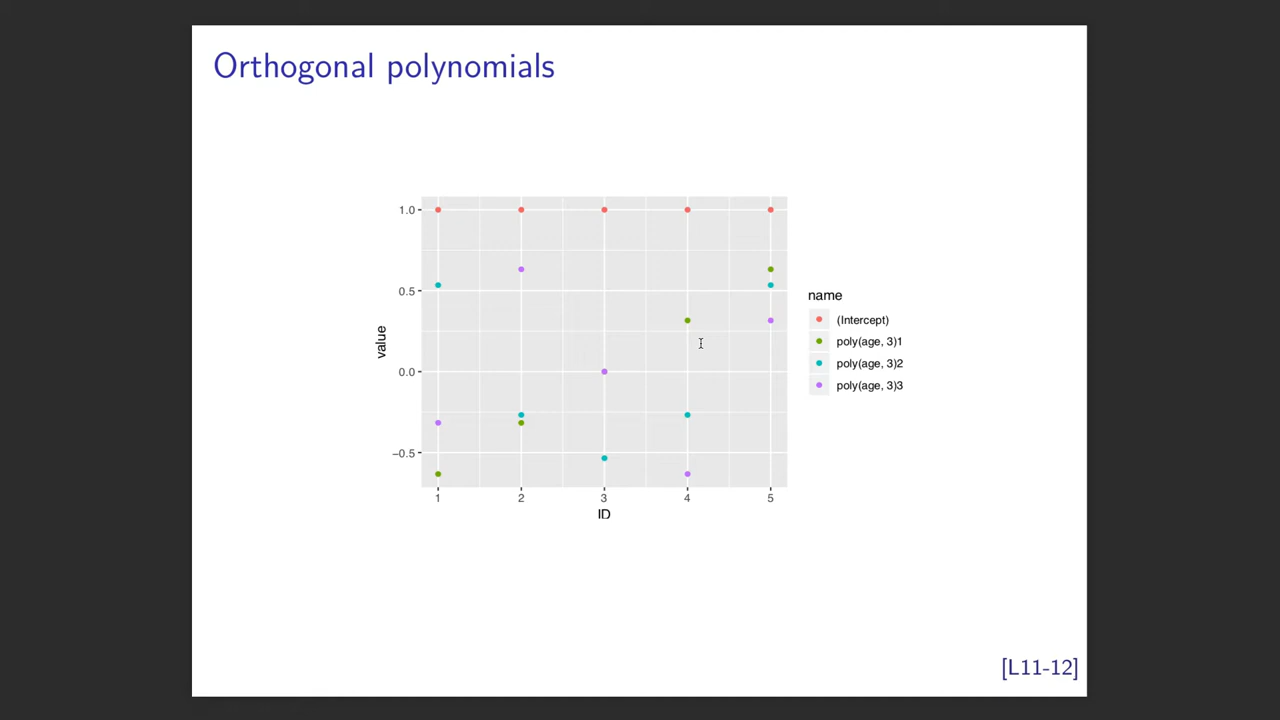 Orthogonal polynomials
1.0
0.5
0.0
−0.5
value
1 2 3 4 5
ID
name
(Intercept)
poly(age, 3)1
poly(age, 3)2
poly(age, 3)3
[L11-12]